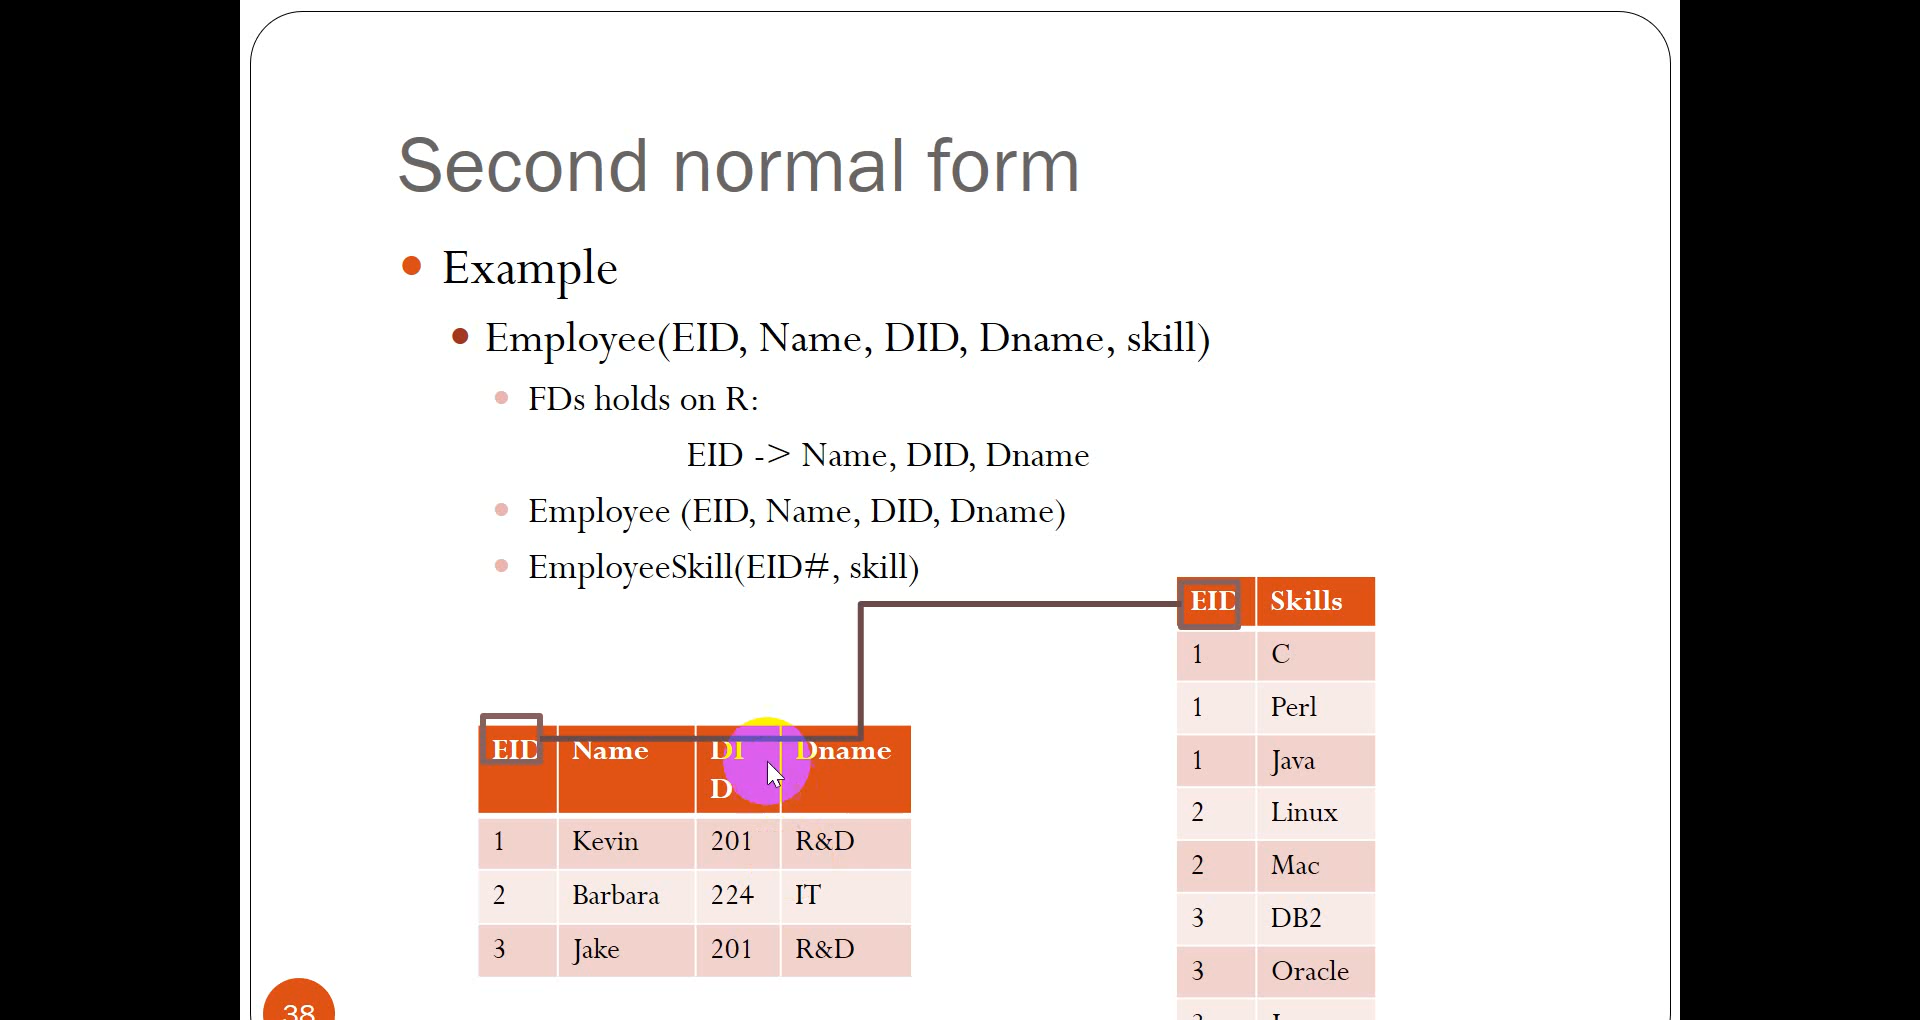 Second normal form
Example
Employee(EID, Name, DID, Dname, skill)
FDs holds on R:
EID -> Name, DID, Dname
Employee (EID, Name, DID, Dname)
EmployeeSkill(EID#, skill)
EID Skills
1 C
1 Perl
1 Java
2 Linux
2 Mac
3 DB2
3 Oracle
EID Name DI Dname
D
1 Kevin 201 R&D
2 Barbara 224 IT
3 Jake 201 R&D
38